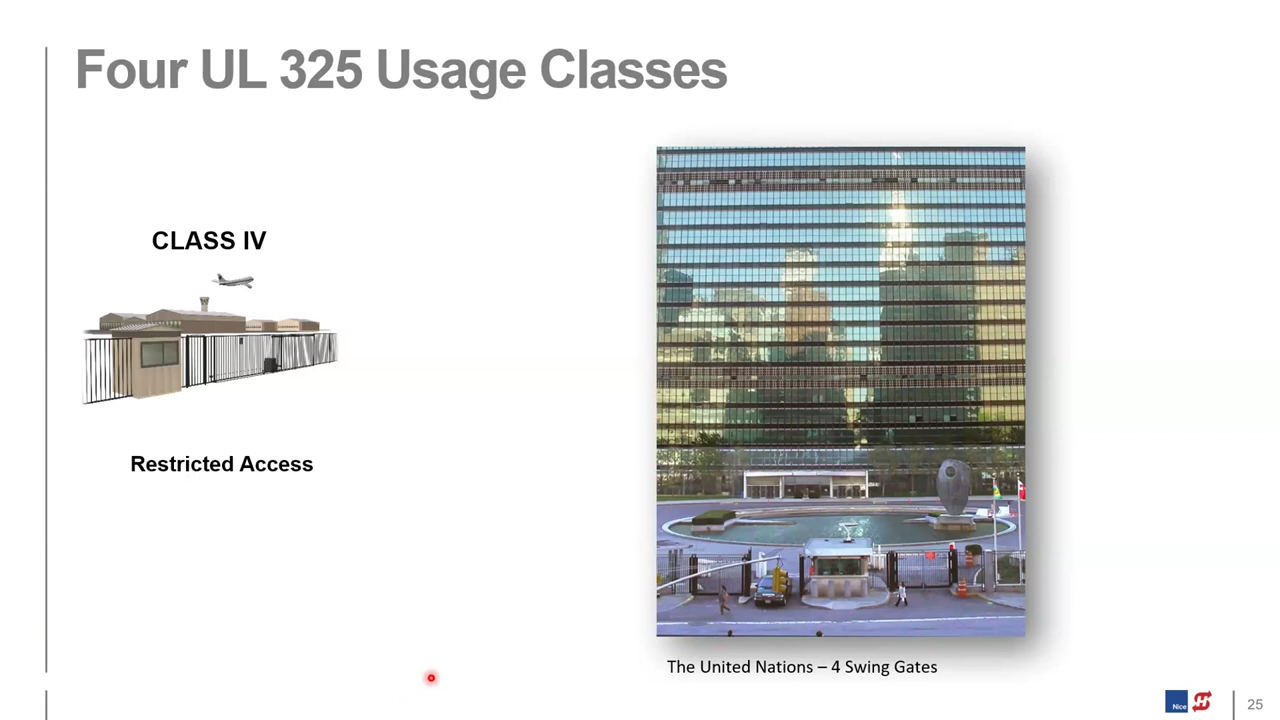 Four UL 325 Usage Classes
CLASS IV
Restricted Access
The United Nations – 4 Swing Gates
Nice
H
25